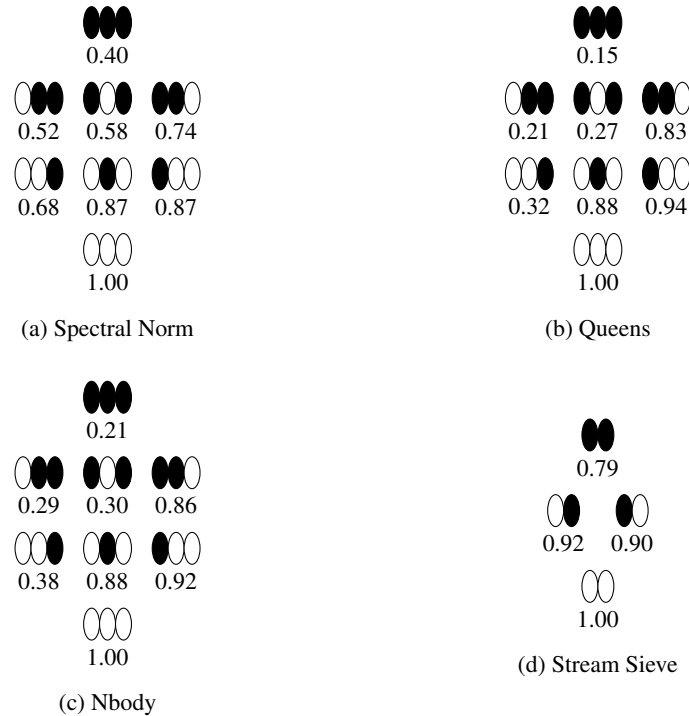 0.40
0.52 0.58 0.74
0.68 0.87 0.87
1.00
(a) Spectral Norm
0.15
0.21 0.27 0.83
0.32 0.88 0.94
1.00
(b) Queens
0.21
0.29 0.30 0.86
0.38 0.88 0.92
1.00
(c) Nbody
0.79
0.92 0.90
1.00
(d) Stream Sieve